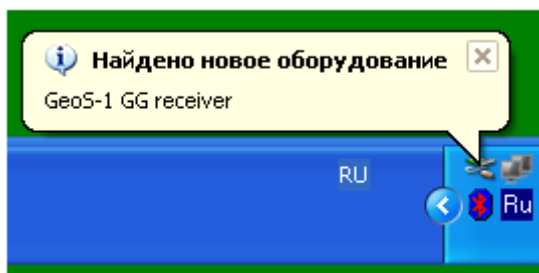 Найдено новое оборудование
GeoS-1 GG receiver
RU
Ru